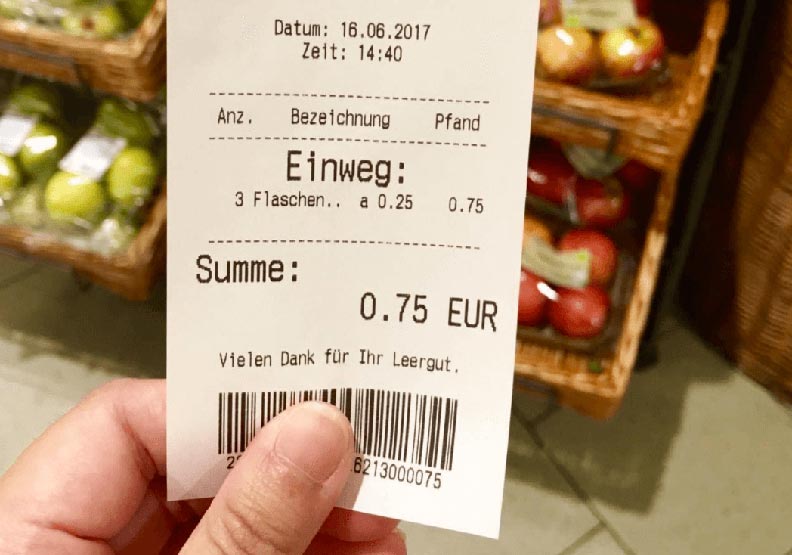 Datum: 16.06.2017
Zeit: 14:40
Anz. Bezeichnung Pfand
Einweg:
3 Flaschen.. a 0.25 0.75
Summe:
0.75 EUR
Vielen Dank für Ihr Leergut.
6213000075